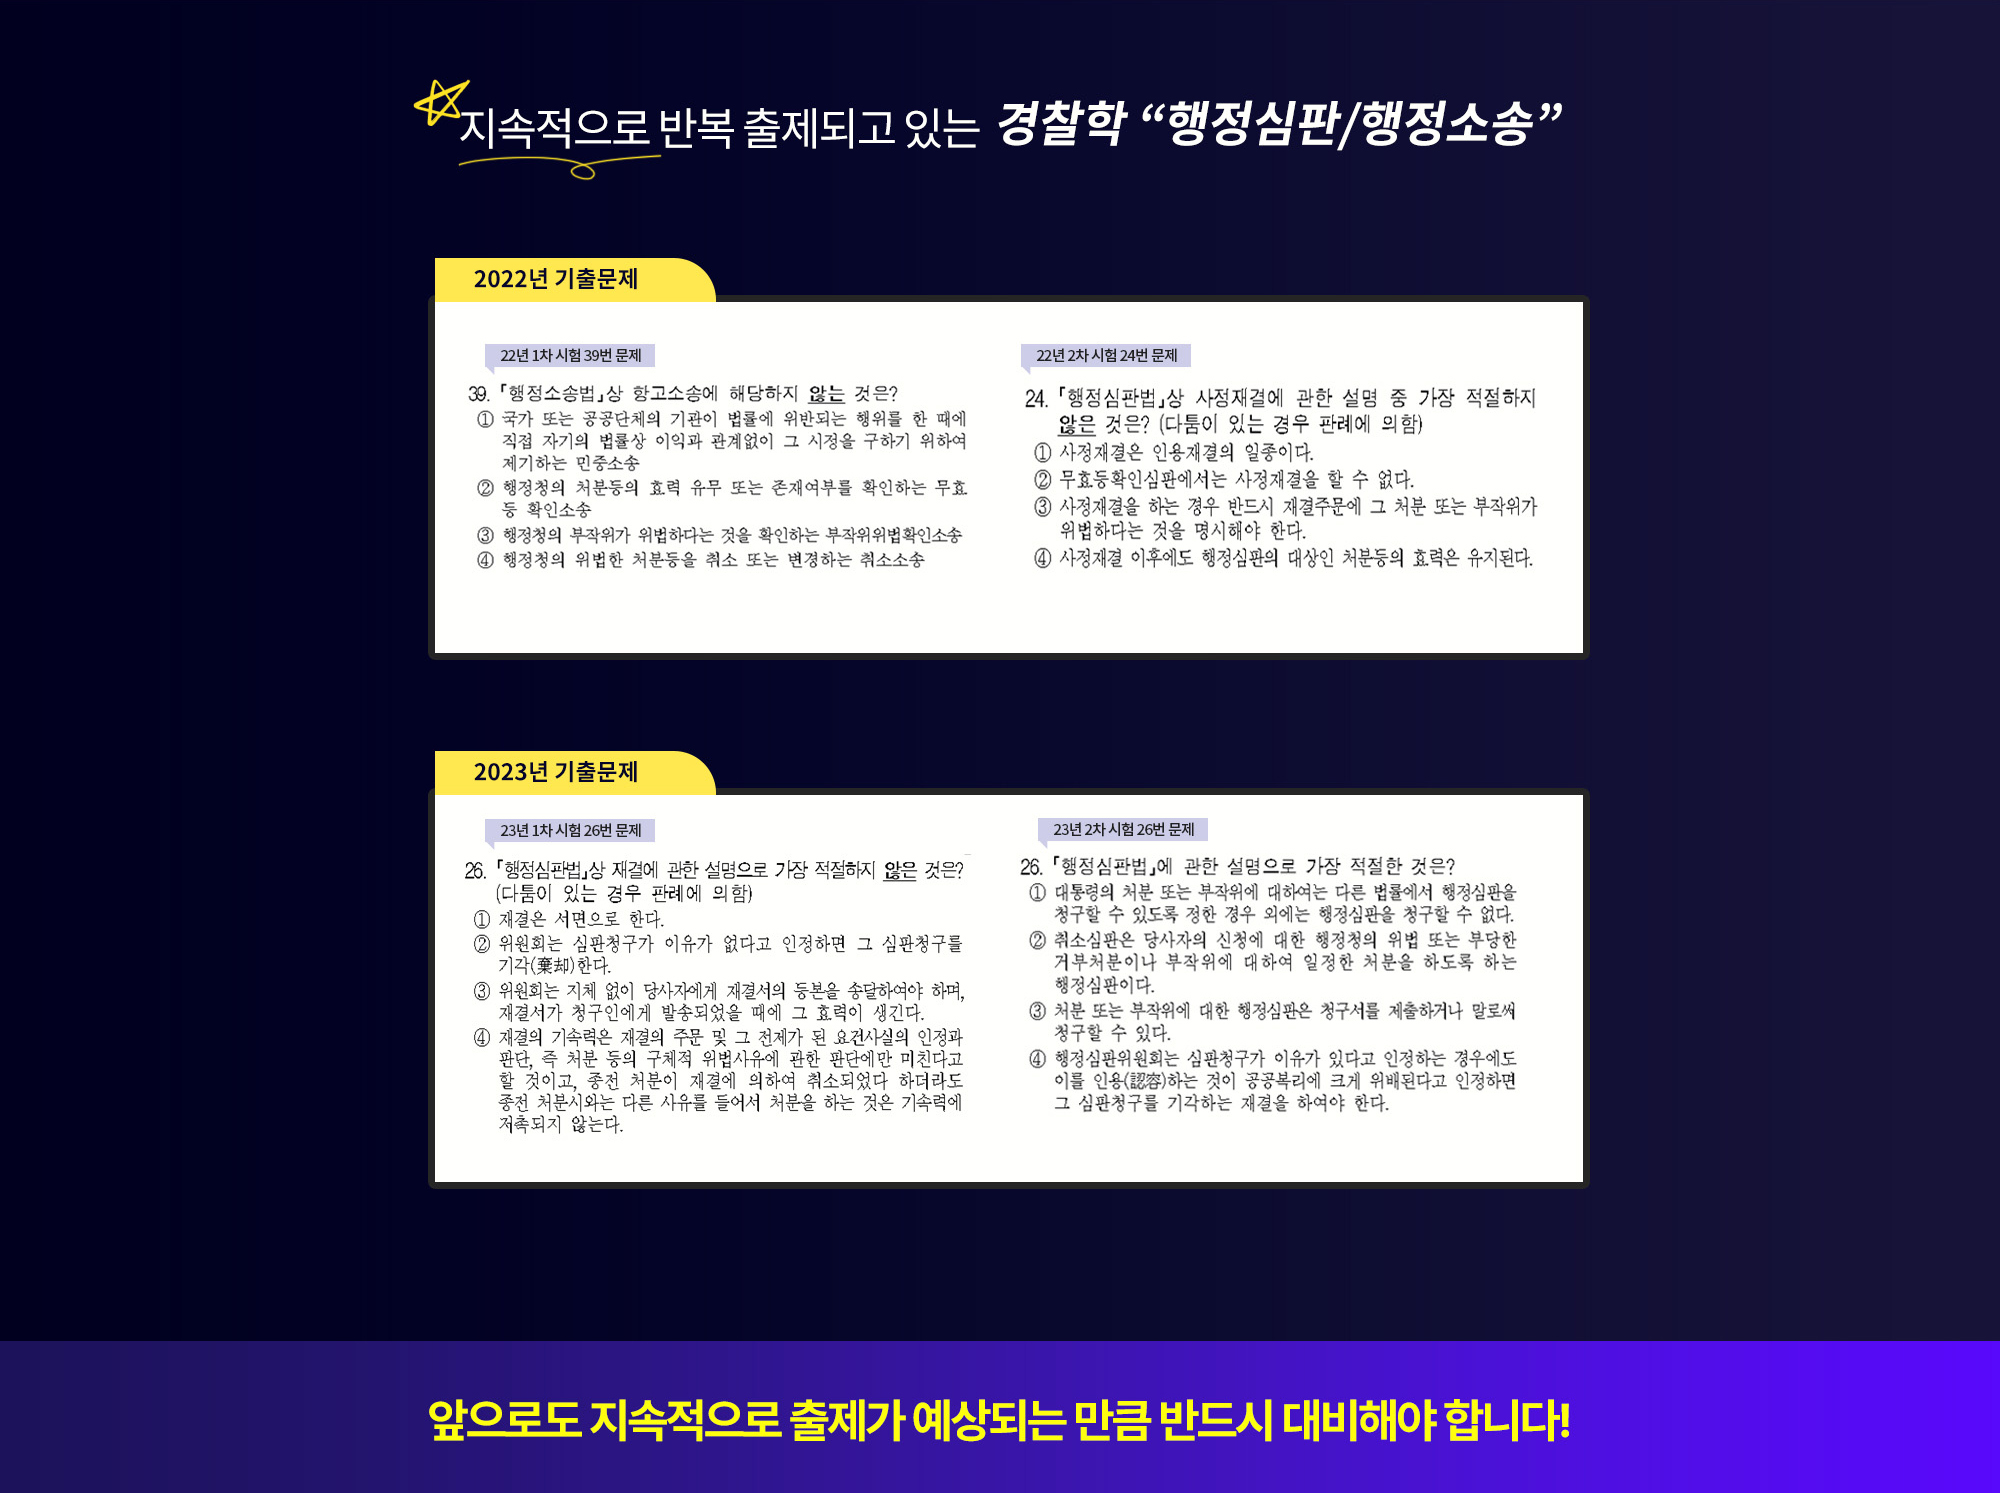 지속적으로 반복 출제되고 있는 경찰학 “행정심판/행정소송”
2022년 기출문제
22년 1차 시험 39번 문제
39. 「행정소송법」상 항고소송에 해당하지 않는 것은?
① 국가 또는 공공단체의 기관이 법률에 위반되는 행위를 한 때에
직접 자기의 법률상 이익과 관계없이 그 시정을 구하기 위하여
제기하는 민중소송
② 행정청의 처분등의 효력 유무 또는 존재여부를 확인하는 무효
등 확인소송
③ 행정청의 부작위가 위법하다는 것을 확인하는 부작위위법확인소송
④ 행정청의 위법한 처분등을 취소 또는 변경하는 취소소송
22년 2차 시험 24번 문제
24. 「행정심판법」상 사정재결에 관한 설명 중 가장 적절하지
않은 것은? (다툼이 있는 경우 판례에 의함)
① 사정재결은 인용재결의 일종이다.
② 무효등확인심판에서는 사정재결을 할 수 없다.
③ 사정재결을 하는 경우 반드시 재결주문에 그 처분 또는 부작위가
위법하다는 것을 명시해야 한다.
④ 사정재결 이후에도 행정심판의 대상인 처분등의 효력은 유지된다.
2023년 기출문제
23년 1차 시험 26번 문제
26. 「행정심판법」상 재결에 관한 설명으로 가장 적절하지 않은 것은?
(다툼이 있는 경우 판례에 의함)
① 재결은 서면으로 한다.
② 위원회는 심판청구가 이유가 없다고 인정하면 그 심판청구를
기각(棄却)한다.
③ 위원회는 지체 없이 당사자에게 재결서의 등본을 송달하여야 하며,
재결서가 청구인에게 발송되었을 때에 그 효력이 생긴다.
④ 재결의 기속력은 재결의 주문 및 그 전제가 된 요건사실의 인정과
판단, 즉 처분 등의 구체적 위법사유에 관한 판단에만 미친다고
할 것이고, 종전 처분이 재결에 의하여 취소되었다 하더라도
종전 처분시와는 다른 사유를 들어서 처분을 하는 것은 기속력에
저촉되지 않는다.
23년 2차 시험 26번 문제
26. 「행정심판법」에 관한 설명으로 가장 적절한 것은?
① 대통령의 처분 또는 부작위에 대하여는 다른 법률에서 행정심판을
청구할 수 있도록 정한 경우 외에는 행정심판을 청구할 수 없다.
② 취소심판은 당사자의 신청에 대한 행정청의 위법 또는 부당한
거부처분이나 부작위에 대하여 일정한 처분을 하도록 하는
행정심판이다.
③ 처분 또는 부작위에 대한 행정심판은 청구서를 제출하거나 말로써
청구할 수 있다.
④ 행정심판위원회는 심판청구가 이유가 있다고 인정하는 경우에도
이를 인용(認容)하는 것이 공공복리에 크게 위배된다고 인정하면
그 심판청구를 기각하는 재결을 하여야 한다.
앞으로도 지속적으로 출제가 예상되는 만큼 반드시 대비해야 합니다!